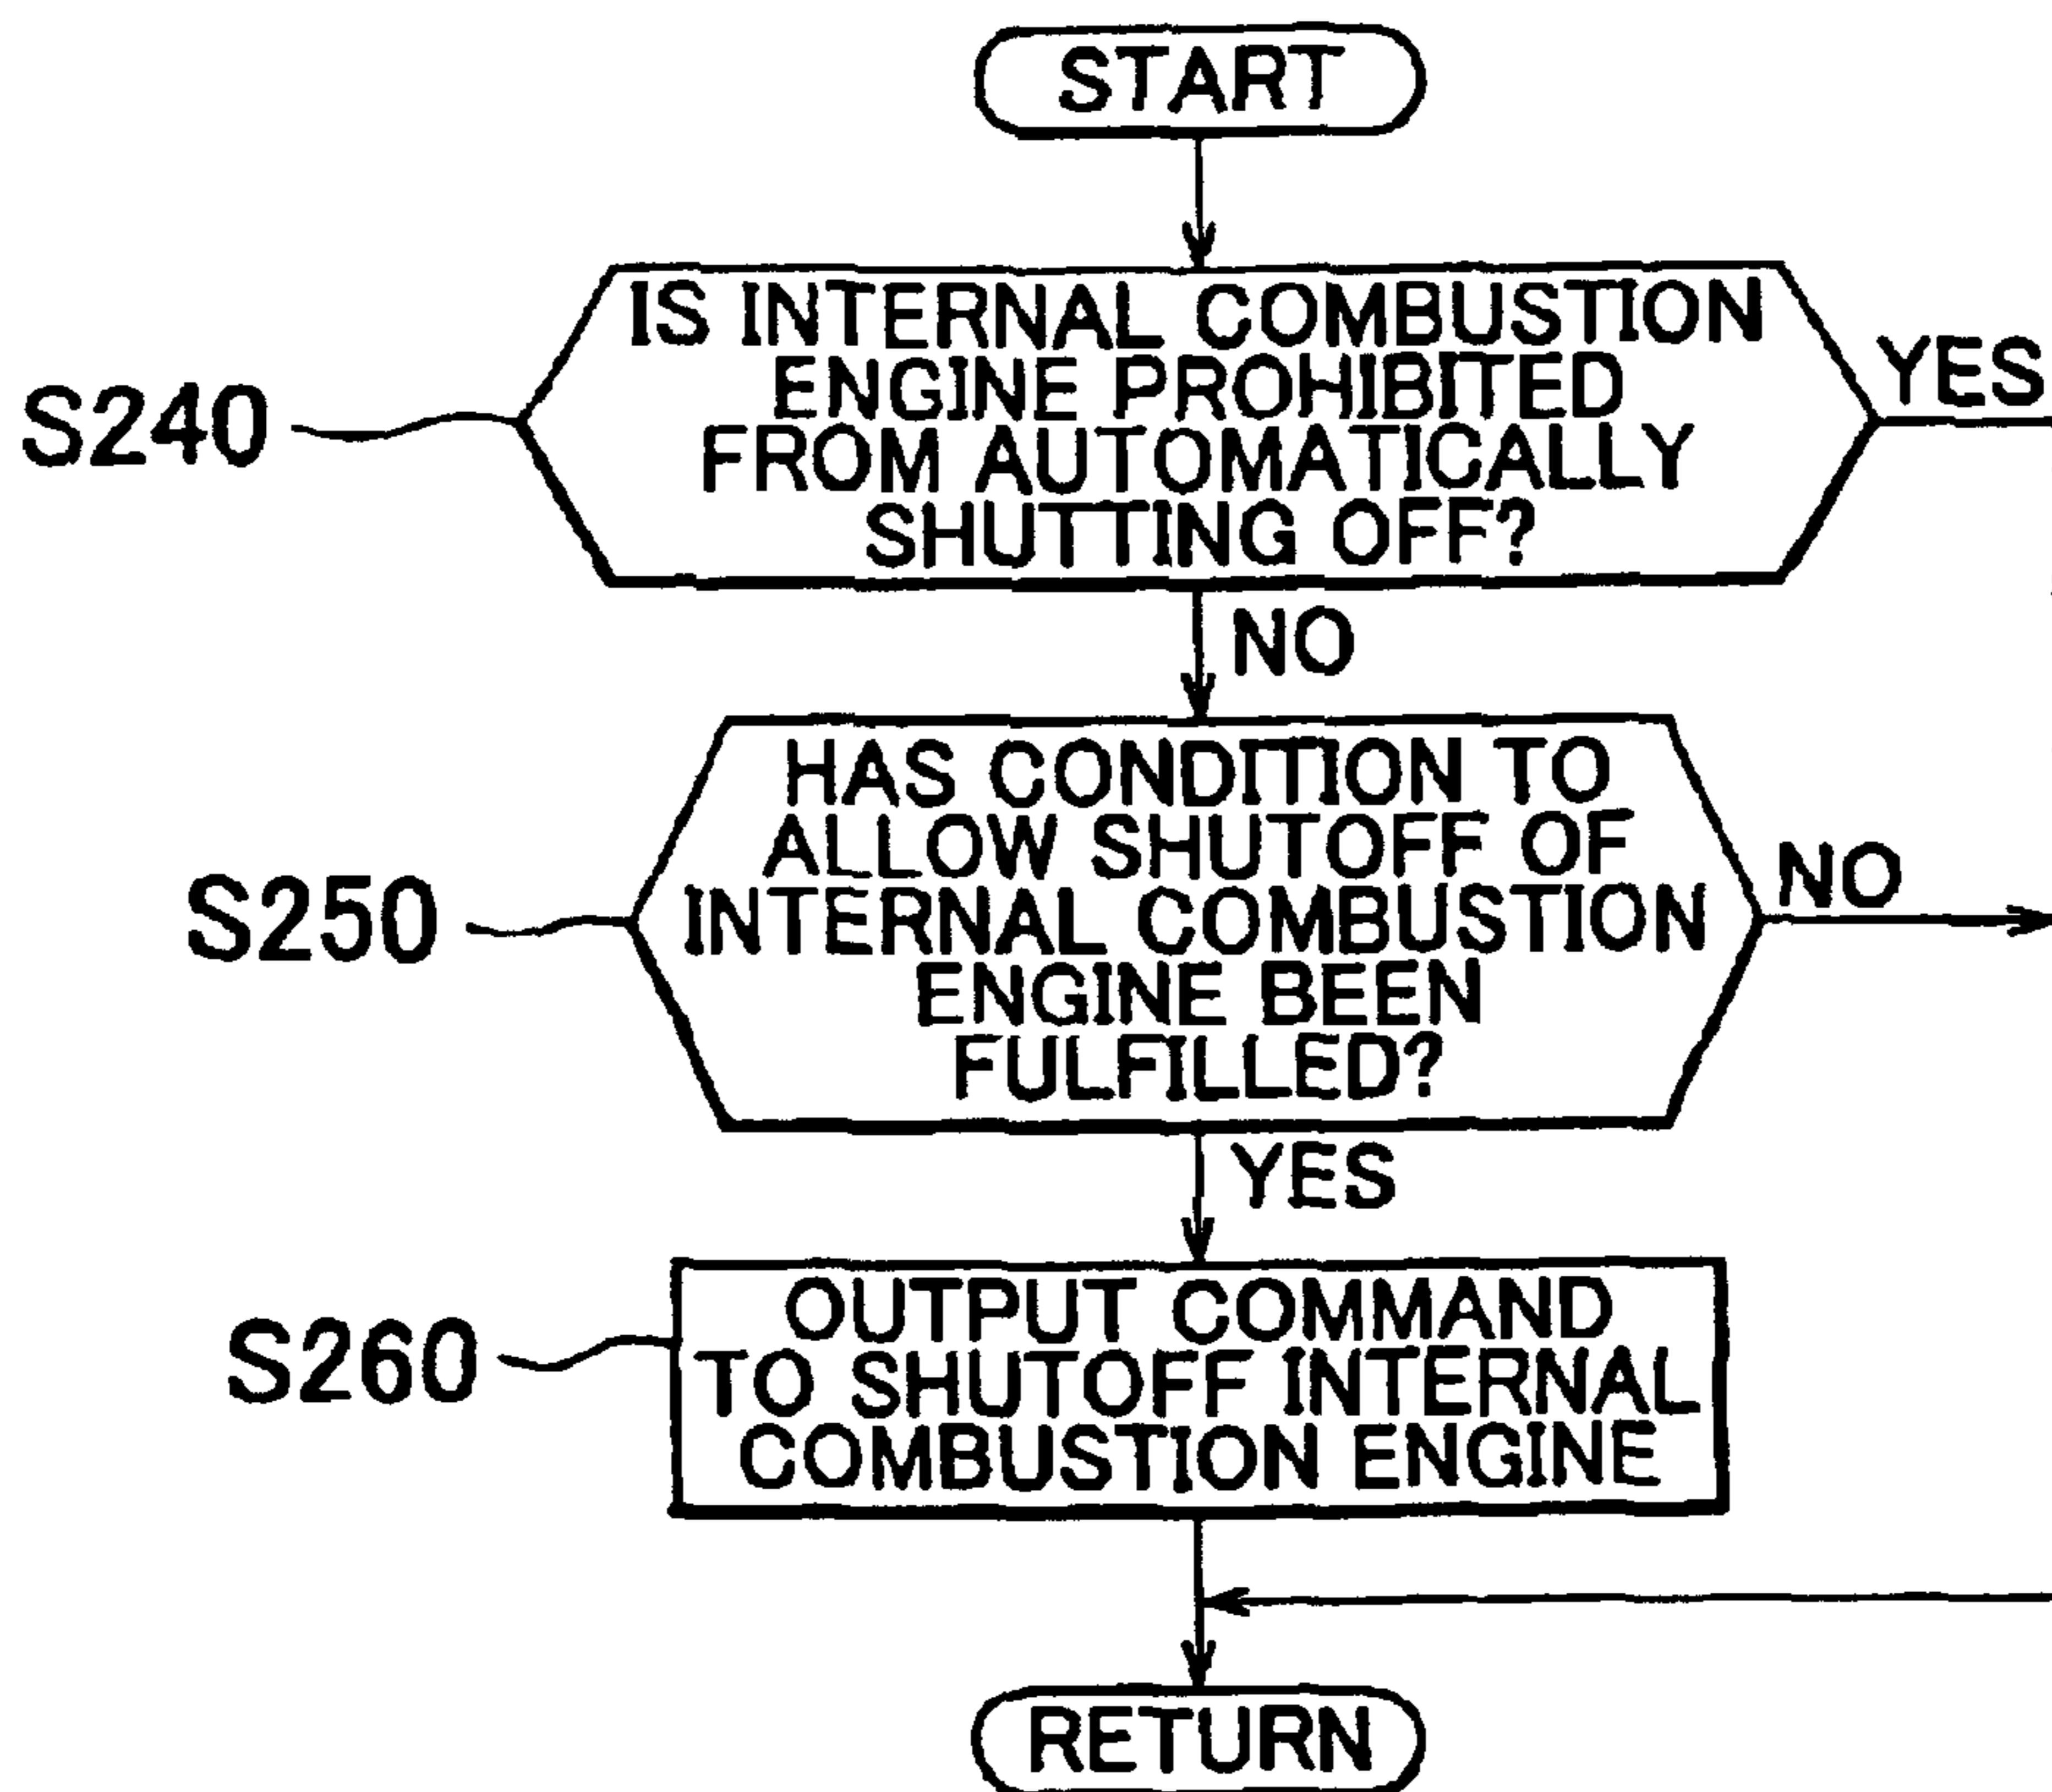 START
IS INTERNAL COMBUSTION
ENGINE PROHIBITED
FROM AUTOMATICALLY
SHUTTING OFF?
YES
S240
NO
HAS CONDITION TO
ALLOW SHUTOFF OF
INTERNAL COMBUSTION
ENGINE BEEN
FULFILLED?
NO
S250
YES
OUTPUT COMMAND
TO SHUTOFF INTERNAL
COMBUSTION ENGINE
S260
RETURN